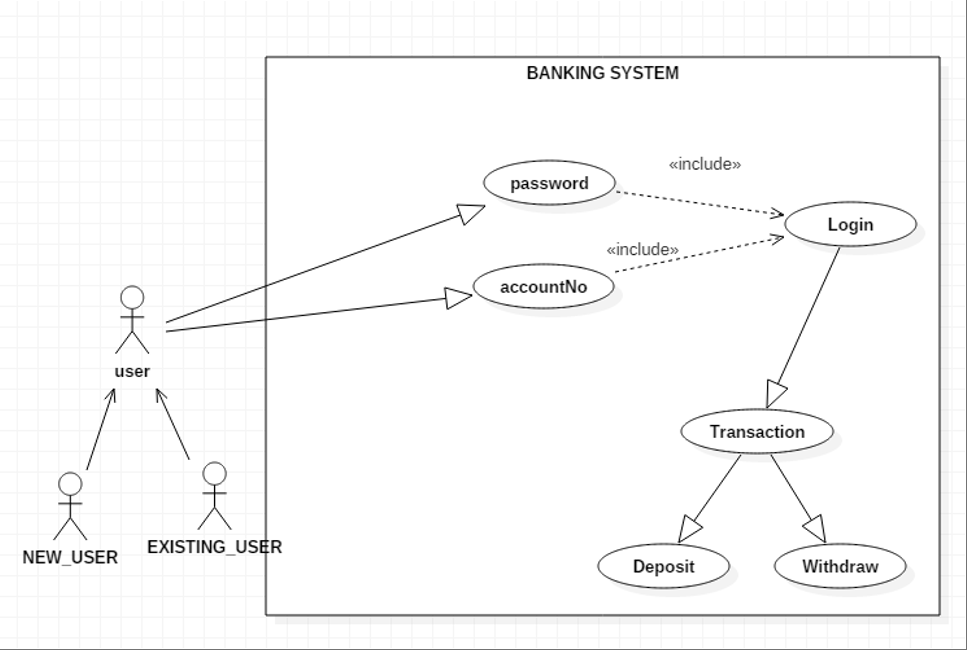 BANKING SYSTEM
«include»
password
Login
«include»
accountNo
user
Transaction
NEW_USER
EXISTING_USER
Deposit
Withdraw